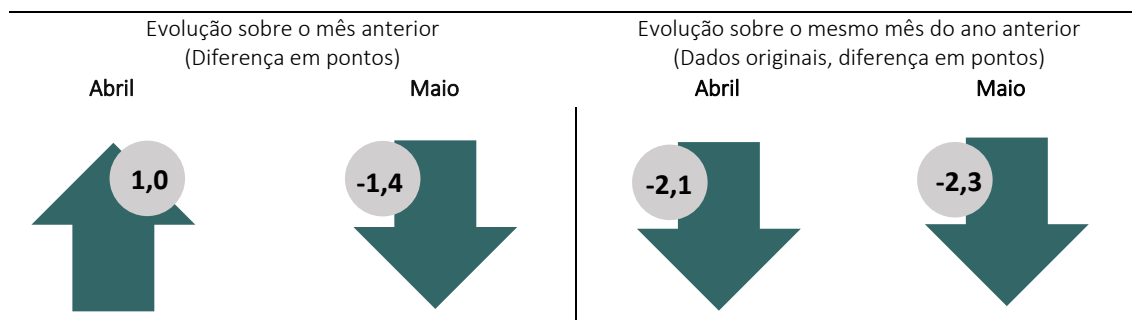 Evolução sobre o mês anterior
(Diferença em pontos)
Abril Maio
1,0 -1,4
Evolução sobre o mesmo mês do ano anterior
(Dados originais, diferença em pontos)
Abril Maio
-2,1 -2,3